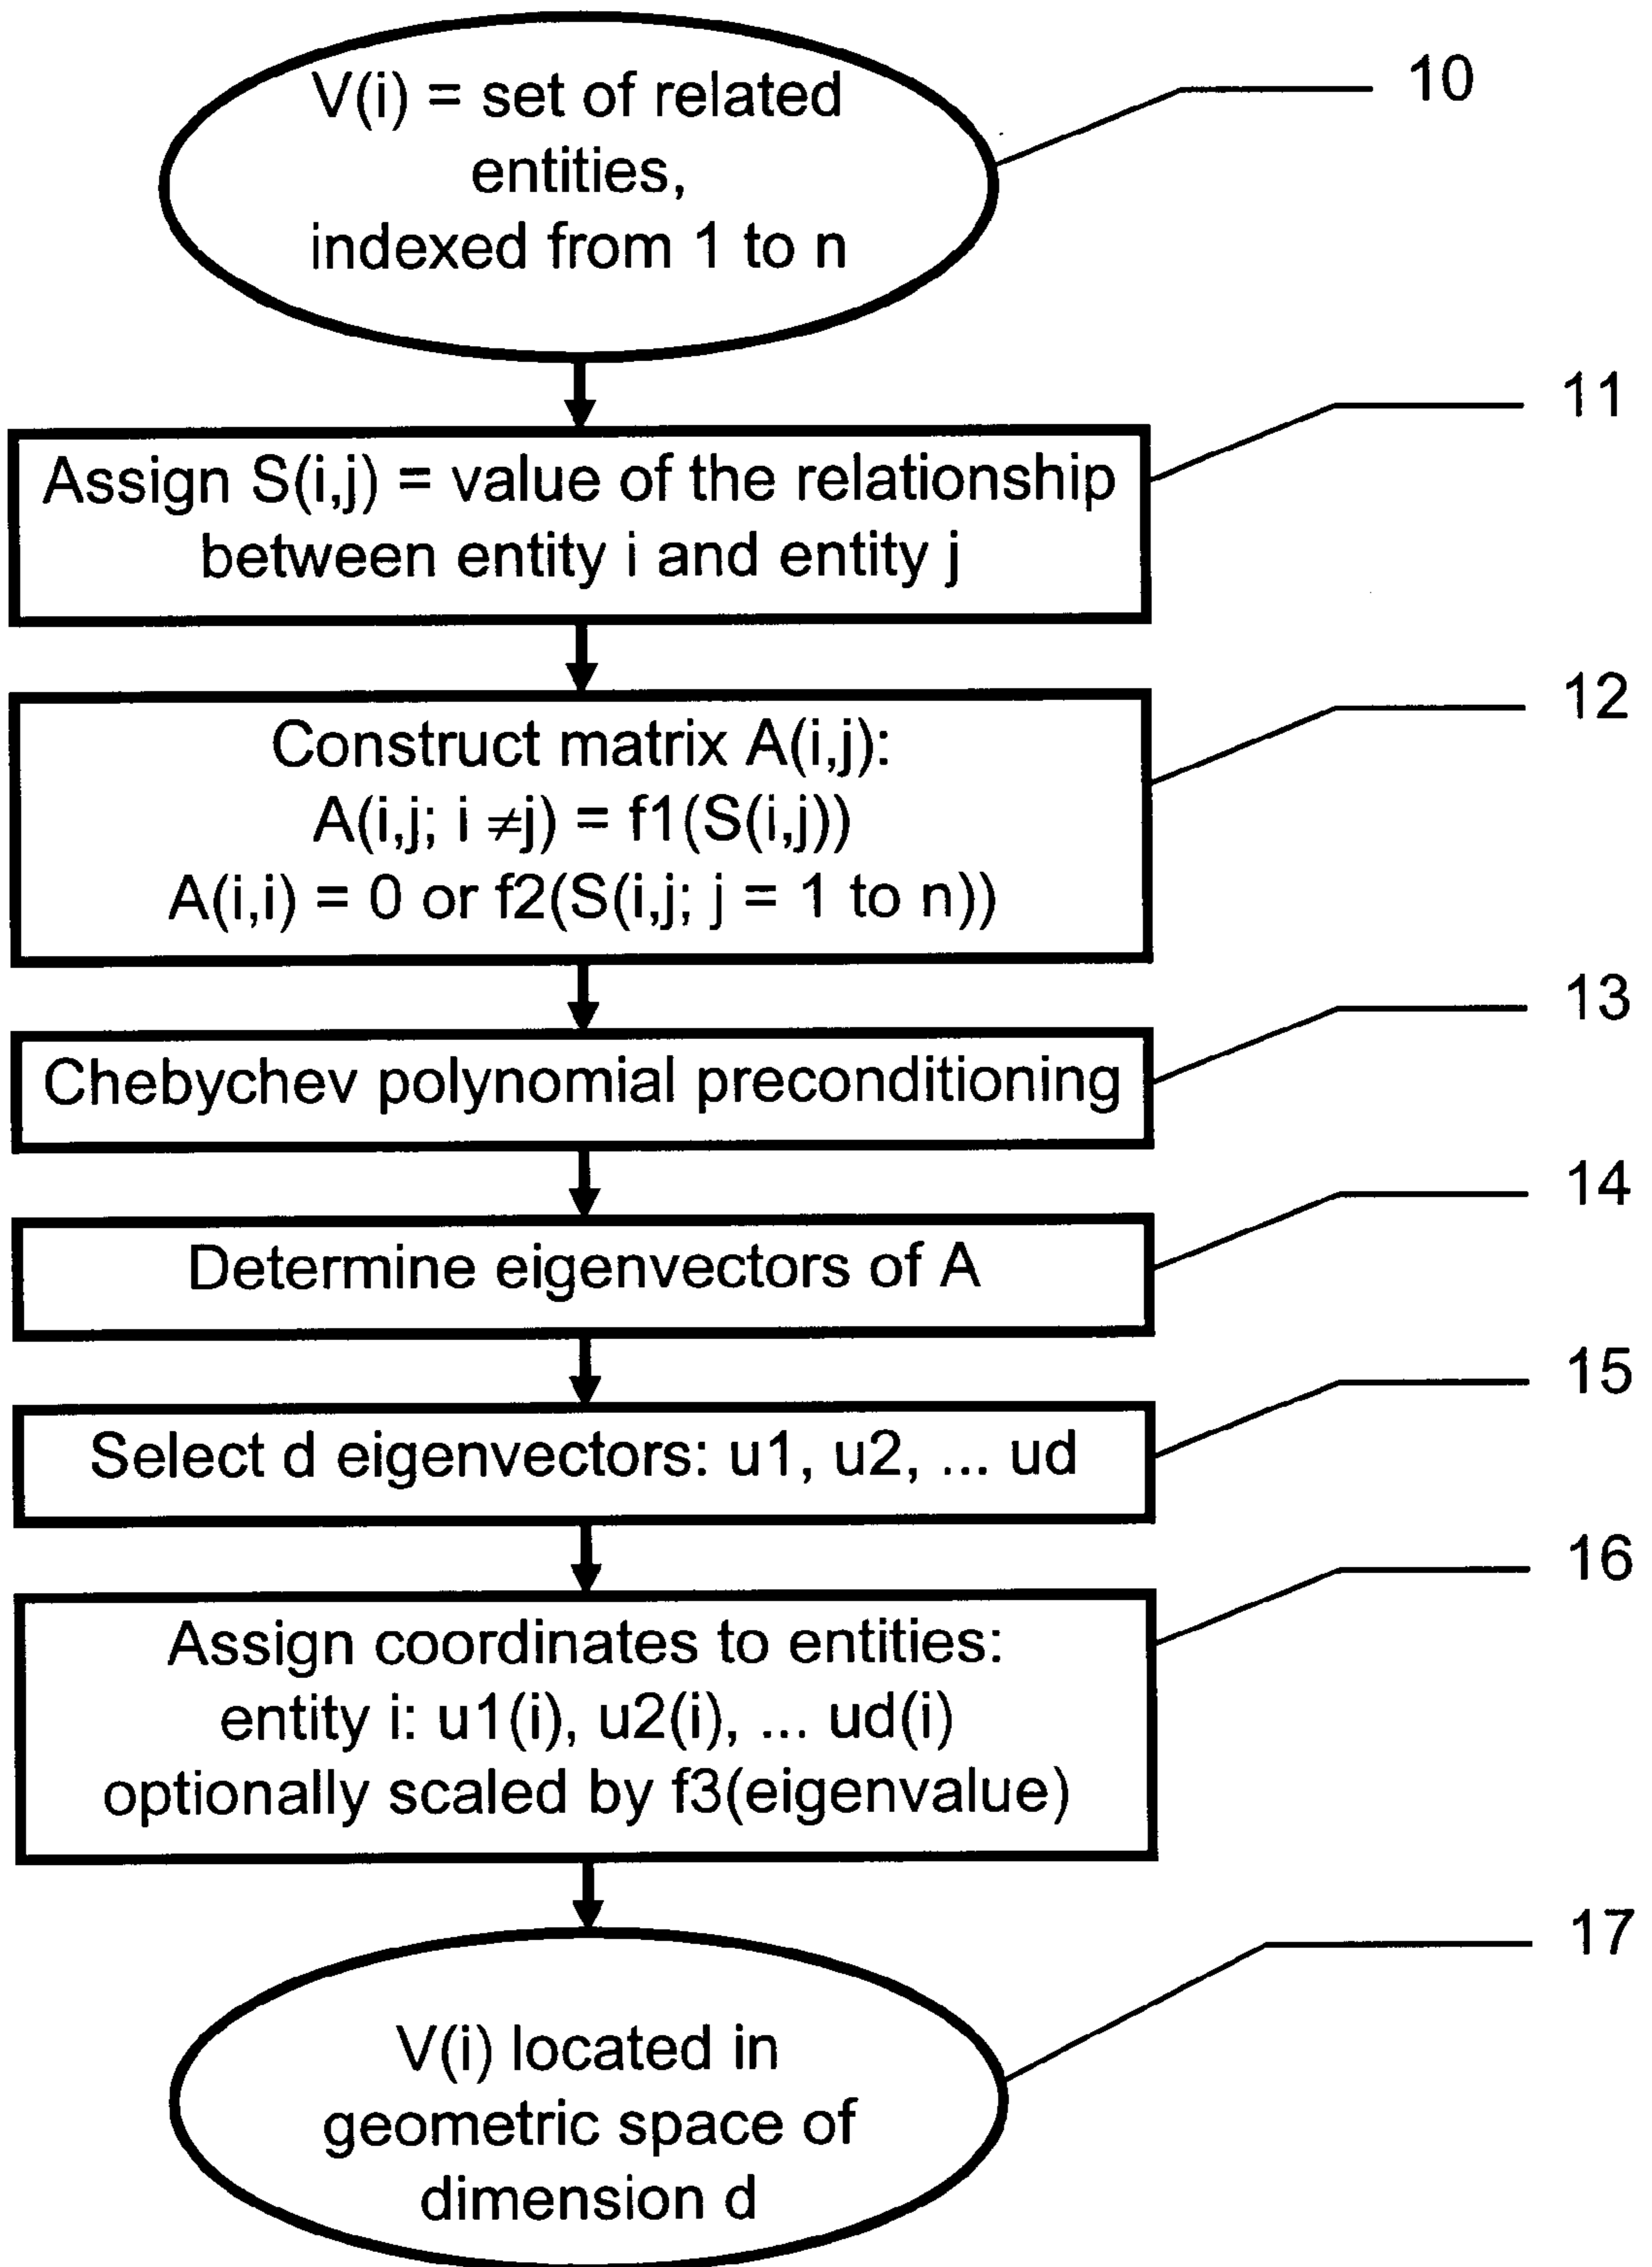 V(i) = set of related
entities,
indexed from 1 to n
10
Assign S(i,j) = value of the relationship
between entity i and entity j
11
Construct matrix A(i,j):
A(i,j; i ≠j) = f1(S(i,j))
A(i,i) = 0 or f2(S(i,j; j = 1 to n))
12
Chebychev polynomial preconditioning
13
Determine eigenvectors of A
14
Select d eigenvectors: u1, u2, ... ud
15
Assign coordinates to entities:
entity i: u1(i), u2(i), ... ud(i)
optionally scaled by f3(eigenvalue)
16
V(i) located in
geometric space of
dimension d
17